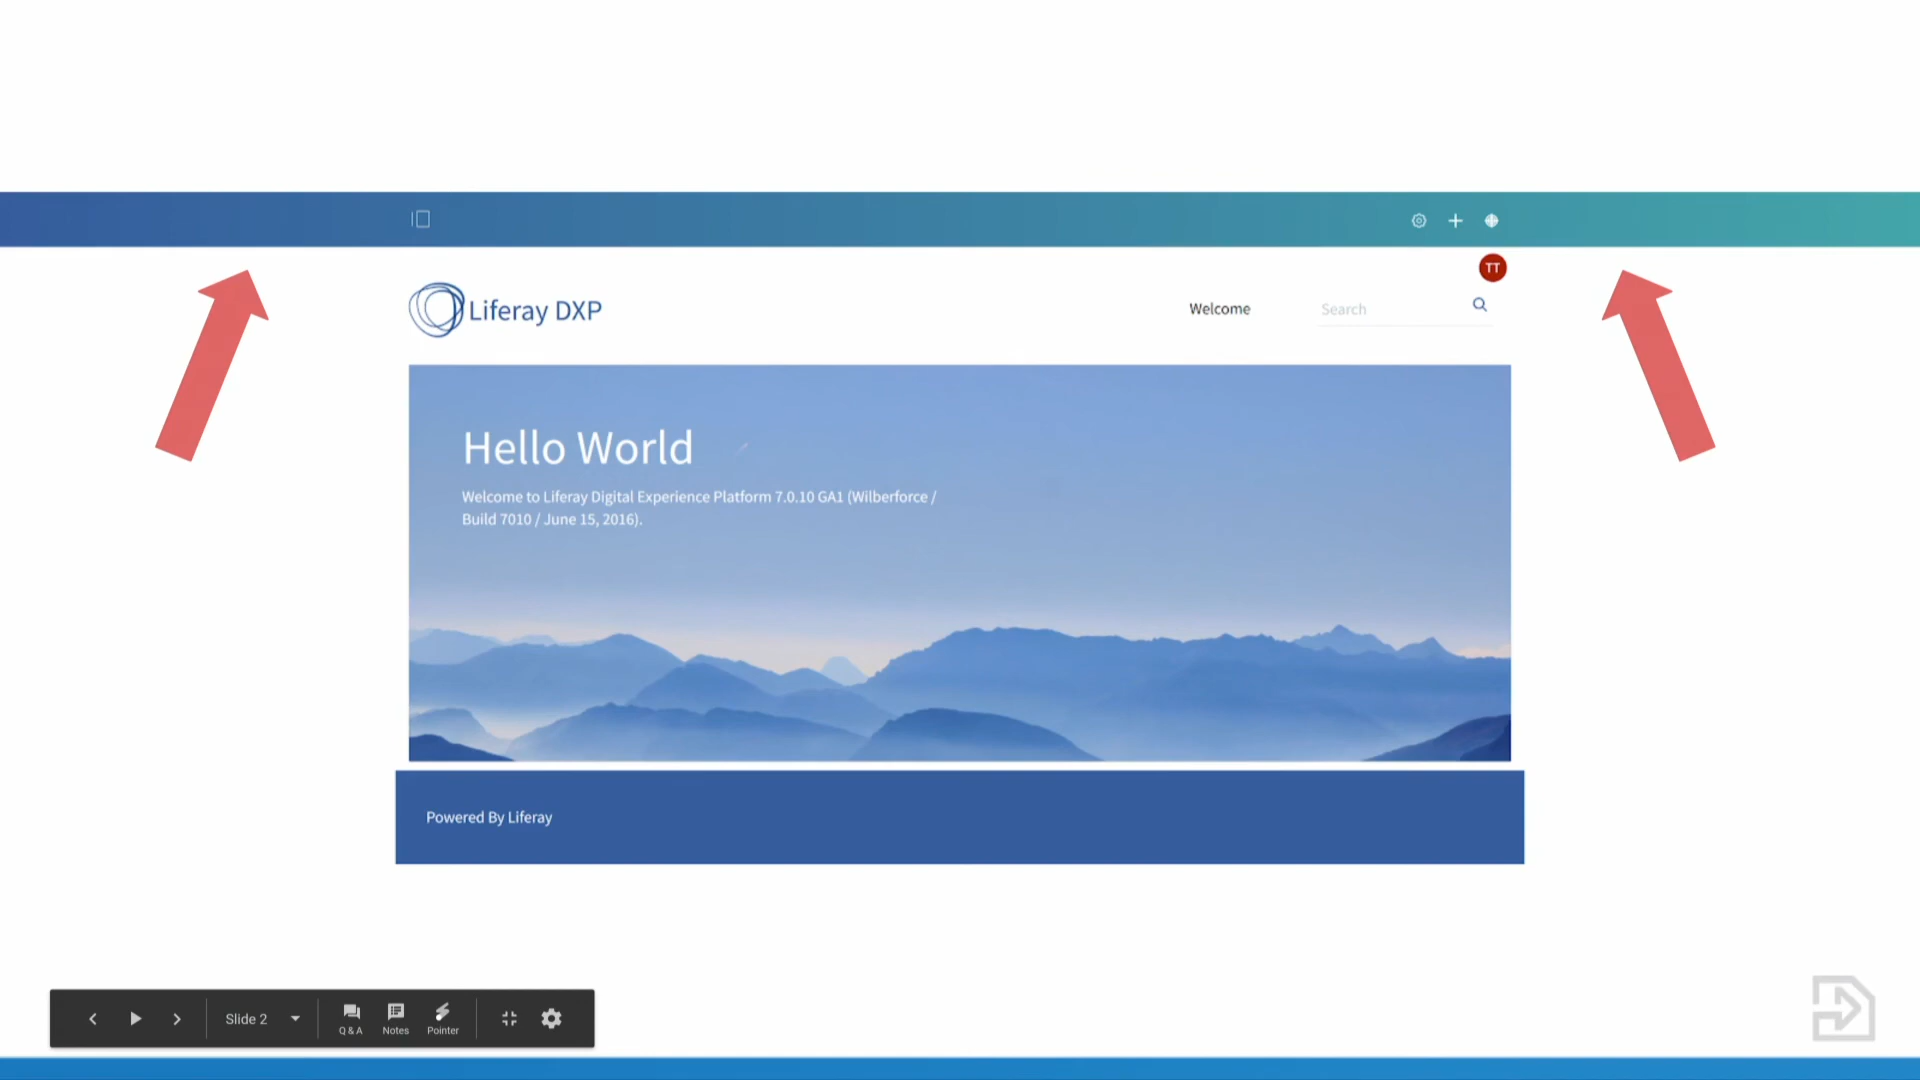 TT
Liferay DXP
Welcome
Search
Hello World
Welcome to Liferay Digital Experience Platform 7.0.10 GA1 (Wilberforce /
Build 7010 / June 15, 2016).
Powered By Liferay
Slide 2
Q & A
Notes
Pointer